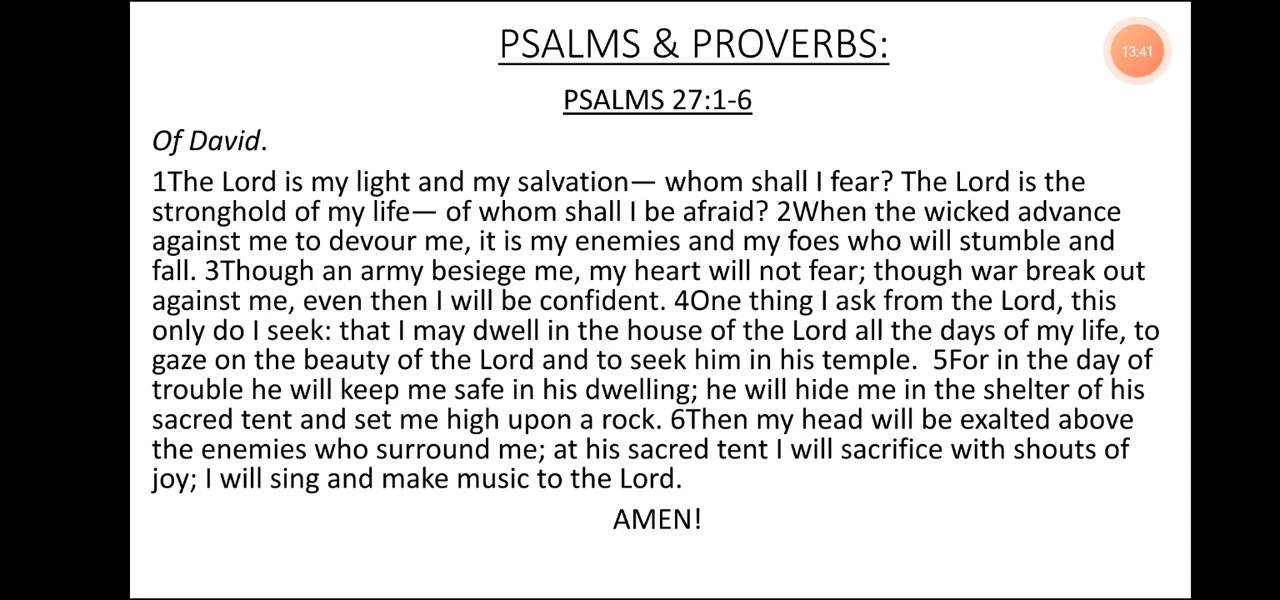 PSALMS & PROVERBS:
13:41
PSALMS 27:1-6
Of David.
1The Lord is my light and my salvation— whom shall I fear? The Lord is the
stronghold of my life— of whom shall I be afraid? 2When the wicked advance
against me to devour me, it is my enemies and my foes who will stumble and
fall. 3Though an army besiege me, my heart will not fear; though war break out
against me, even then I will be confident. 4One thing I ask from the Lord, this
only do I seek: that I may dwell in the house of the Lord all the days of my life, to
gaze on the beauty of the Lord and to seek him in his temple.  5For in the day of
trouble he will keep me safe in his dwelling; he will hide me in the shelter of his
sacred tent and set me high upon a rock. 6Then my head will be exalted above
the enemies who surround me; at his sacred tent I will sacrifice with shouts of
joy; I will sing and make music to the Lord.
AMEN!